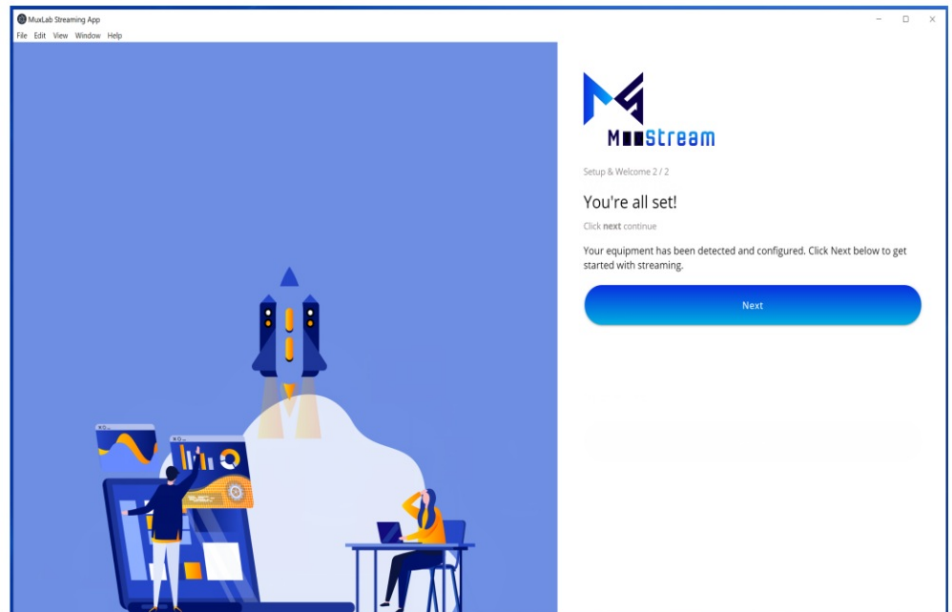 MuxLab Streaming App
File Edit View Window Help
Setup & Welcome 2 / 2
You're all set!
Click next continue
Your equipment has been detected and configured. Click Next below to get
started with streaming.
Next